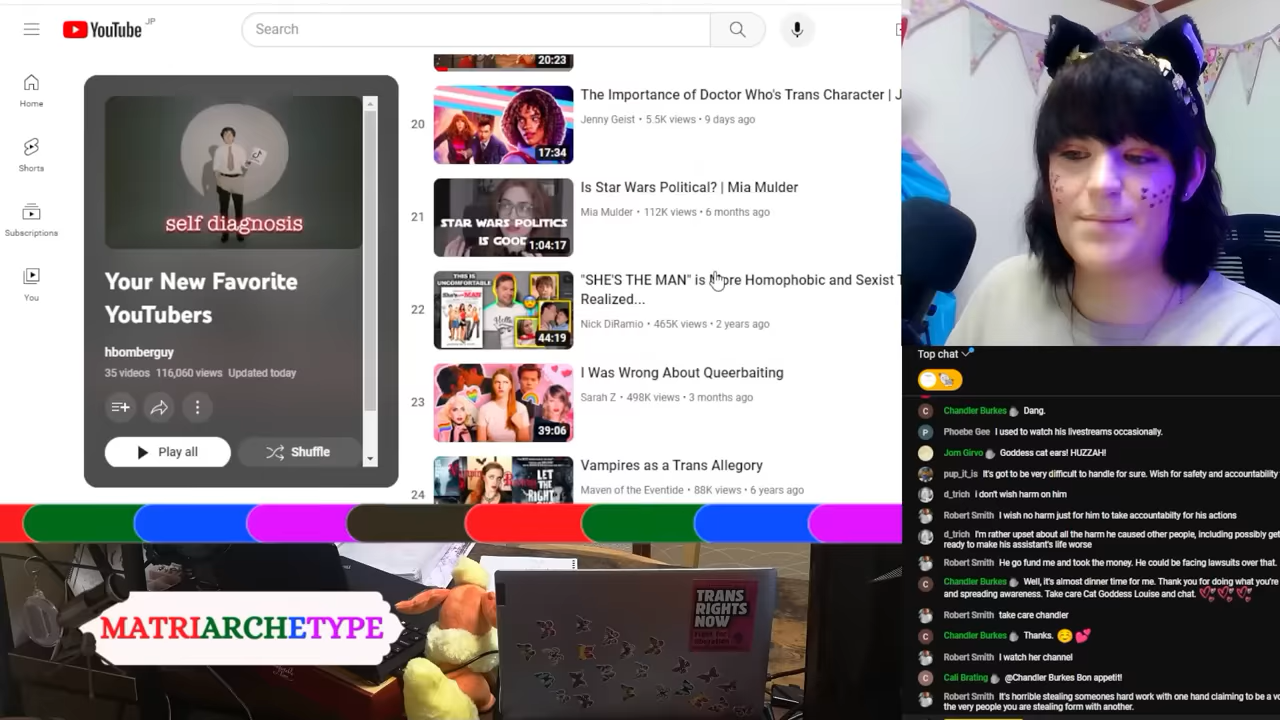 YouTube JP
Search
Home
Shorts
Subscriptions
You
self diagnosis
Your New Favorite
YouTubers
hbomberguy
35 videos • 116,060 views Updated today
Play all
Shuffle
20:23
20
17:34
The Importance of Doctor Who's Trans Character | J
Jenny Geist • 5.5K views • 9 days ago
21
STAR WARS POLITICS
IS GOOD
1:04:17
Is Star Wars Political? | Mia Mulder
Mia Mulder • 112K views • 6 months ago
22
THIS IS
UNCOMFORTABLE
44:19
"SHE'S THE MAN" is More Homophobic and Sexist T
Realized...
Nick DiRamio • 465K views • 2 years ago
23
39:06
I Was Wrong About Queerbaiting
Sarah Z • 498K views • 3 months ago
24
LET
THE
RIGHT
Vampires as a Trans Allegory
Maven of the Eventide • 88K views • 6 years ago
MATRIARCHETYPE
TRANS
RIGHTS
NOW
Top chat
Chandler Burkes Dang.
Phoebe Gee I used to watch his livestreams occasionally.
Jom Girvo Goddess cat ears! HUZZAH!
pup_it_is It's got to be very difficult to handle for sure. Wish for safety and accountability
d_trich i don't wish harm on him
Robert Smith I wish no harm just for him to take accountabilty for his actions
d_trich I'm rather upset about all the harm he caused other people, including possibly get
ready to make his assistant's life worse
Robert Smith He go fund me and took the money. He could be facing lawsuits over that.
Chandler Burkes Well, it's almost dinner time for me. Thank you for doing what you're
and spreading awareness. Take care Cat Goddess Louise and chat.
Robert Smith take care chandler
Chandler Burkes Thanks.
Robert Smith I watch her channel
Cali Brating @Chandler Burkes Bon appetit!
Robert Smith It's horrible stealing someones hard work with one hand claiming to be a vo
the very people you are stealing form with another.